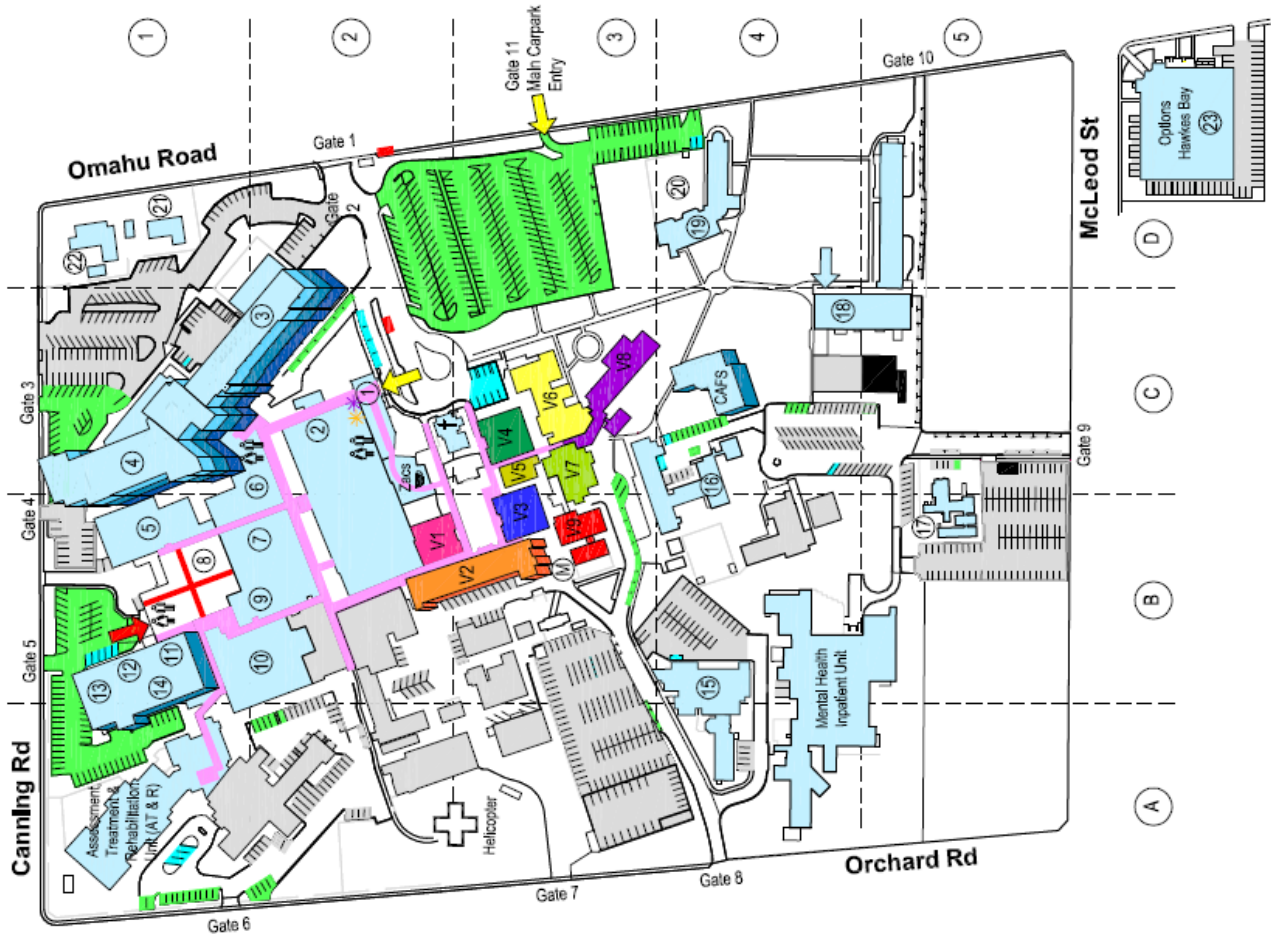 1
2
3
4
5
Gate 11
Main Carpark
Entry
Gate 10
Omahu Road
Gate 1
Gate
2
21
22
20
19
Options
Hawkes Bay
23
McLeod St
D
3
18
Gate 3
1
2
V8
V6
CAFS
C
4
V4
Gate 9
6
Zacs
V5
V7
16
Gate 4
5
7
V3
17
8
V1
V9
V2
M
9
B
Gate 5
11
12
13
14
10
15
Mental Health
Inpatient Unit
Canning Rd
Assessment,
Treatment &
Rehabilitation
Unit (AT & R)
Helicopter
A
Orchard Rd
Gate 8
Gate 7
Gate 6